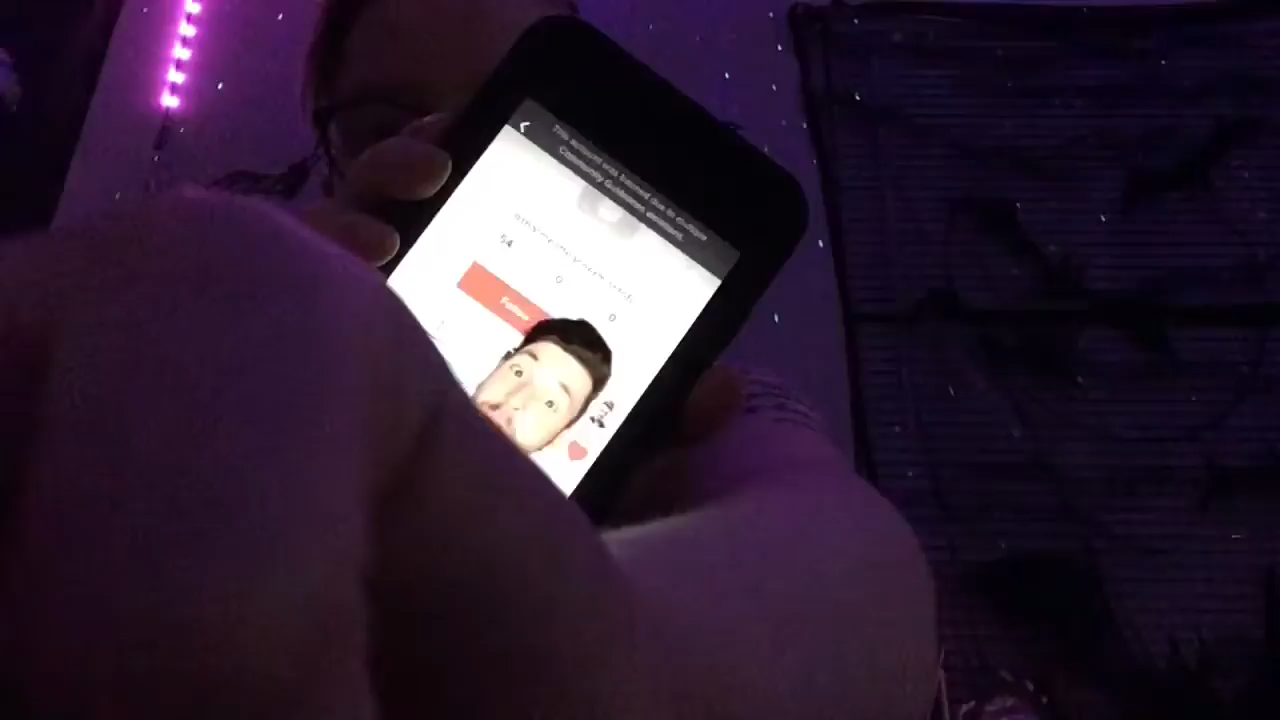 This account was banned due to multiple
Community Guidelines violations.
54
0
0
Follow